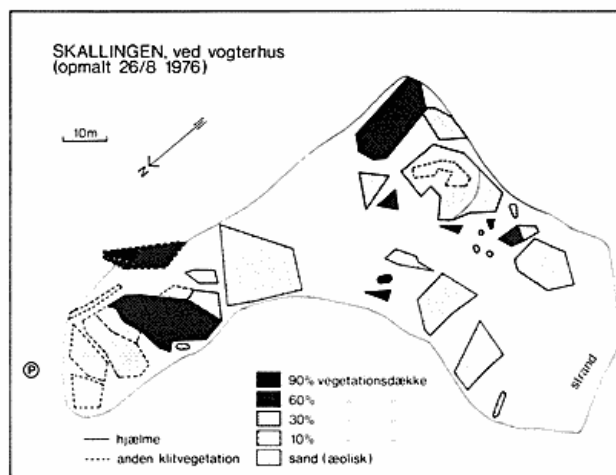 SKALLINGEN, ved vogterhus
(opmalt 26/8 1976)
10m
N
P
strand
90% vegetationsdække
60%
30%
10%
sand (æolisk)
hjælme
anden klitvegetation